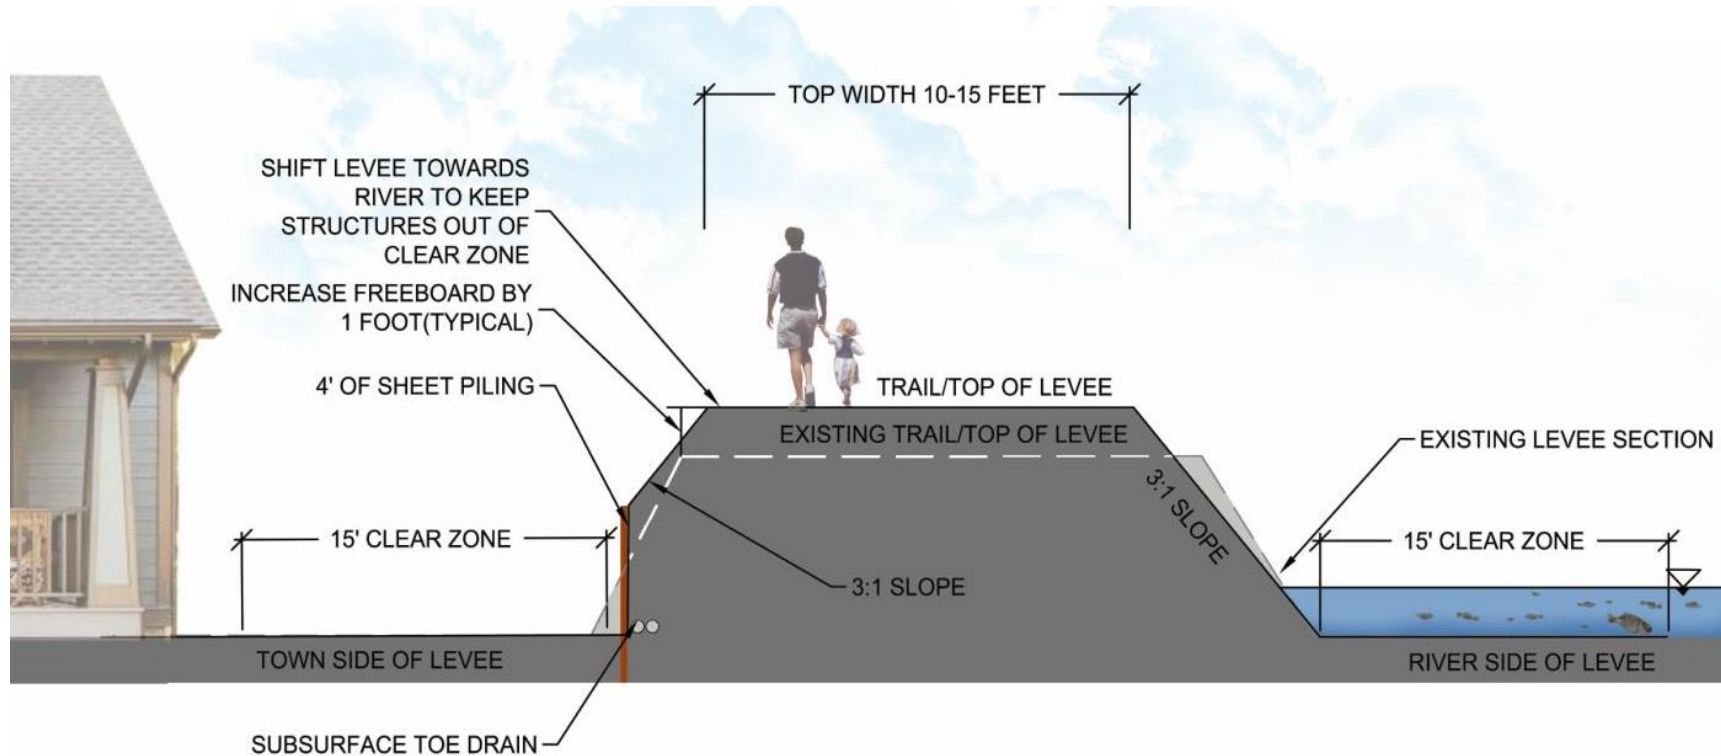 TOP WIDTH 10-15 FEET
SHIFT LEVEE TOWARDS
RIVER TO KEEP
STRUCTURES OUT OF
CLEAR ZONE
INCREASE FREEBOARD BY
1 FOOT(TYPICAL)
4' OF SHEET PILING
TRAIL/TOP OF LEVEE
EXISTING TRAIL/TOP OF LEVEE
EXISTING LEVEE SECTION
3:1 SLOPE
15' CLEAR ZONE
15' CLEAR ZONE
3:1 SLOPE
TOWN SIDE OF LEVEE
RIVER SIDE OF LEVEE
SUBSURFACE TOE DRAIN